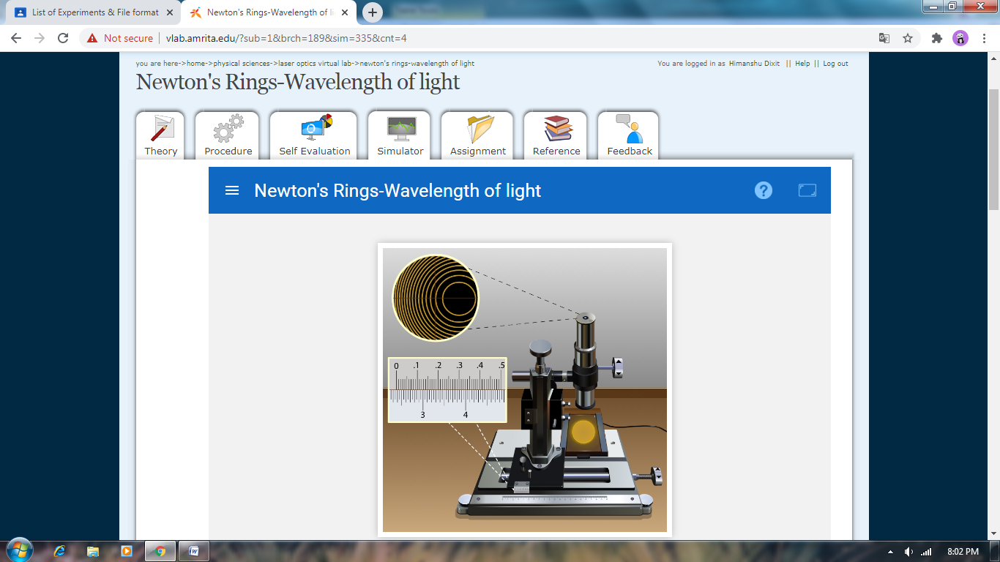 List of Experiments & File format
Newton's Rings-Wavelength of li
Not secure | vlab.amrita.edu/?sub=1&brch=189&sim=335&cnt=4
you are here->home->physical sciences->laser optics virtual lab->newton's rings-wavelength of light
You are logged in as Himanshu Dixit || Help || Log out
Newton's Rings-Wavelength of light
Theory Procedure Self Evaluation Simulator Assignment Reference Feedback
Newton's Rings-Wavelength of light ?
0 .1 .2 .3 .4 .5
3 4
8:02 PM